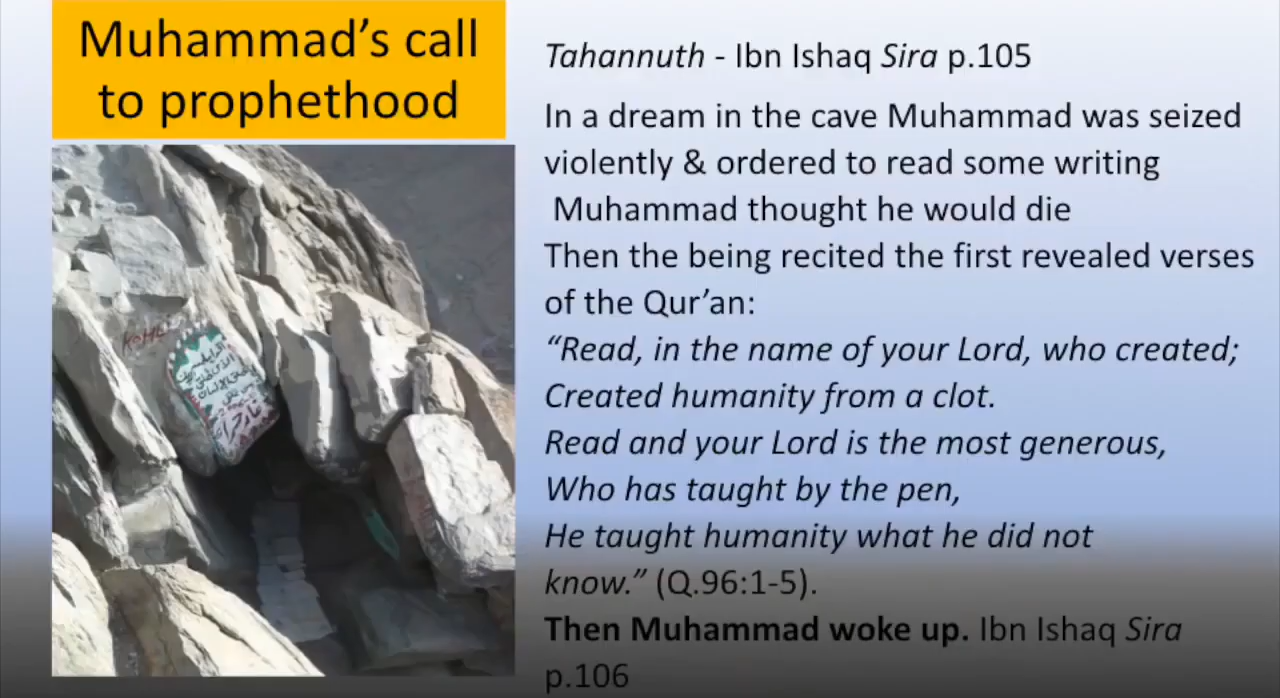 Muhammad’s call
to prophethood
Tahannuth - Ibn Ishaq Sira p.105
In a dream in the cave Muhammad was seized
violently & ordered to read some writing
Muhammad thought he would die
Then the being recited the first revealed verses
of the Qur’an:
“Read, in the name of your Lord, who created;
Created humanity from a clot.
Read and your Lord is the most generous,
Who has taught by the pen,
He taught humanity what he did not
know.” (Q.96:1-5).
Then Muhammad woke up. Ibn Ishaq Sira
p.106